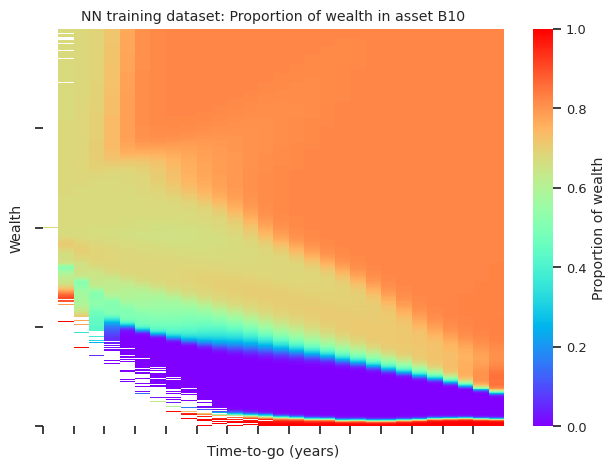 NN training dataset: Proportion of wealth in asset B10
Wealth
Time-to-go (years)
1.0
0.8
0.6
0.4
0.2
0.0
Proportion of wealth